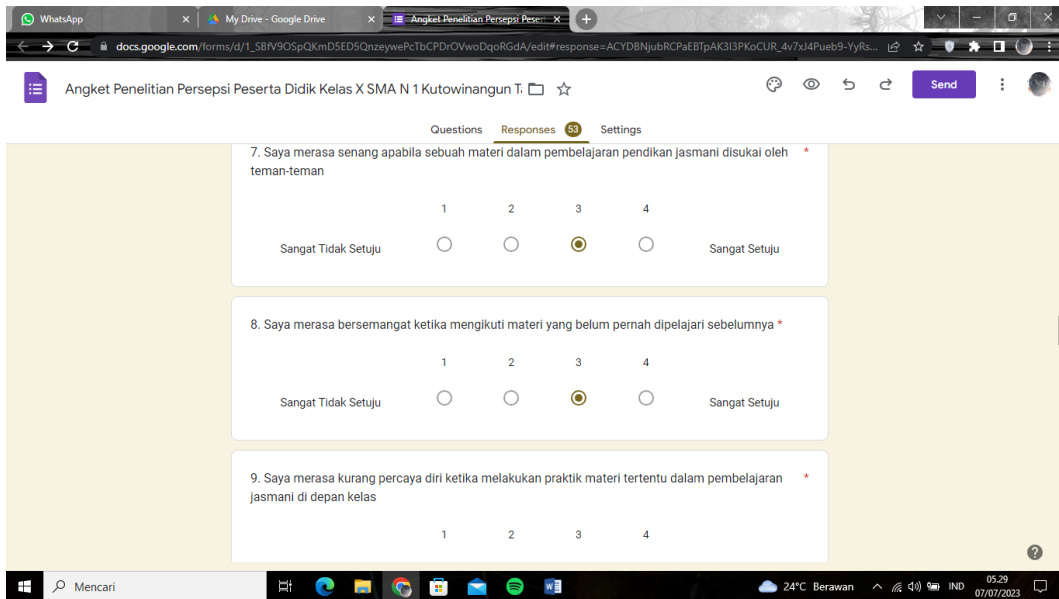 WhatsApp
My Drive - Google Drive
Angket Penelitian Persepsi Peser
docs.google.com/forms/d/1_SBfV9OSpQKmD5ED5QnzeywePcTbCPDrOVwoDqoRGdA/edit#response=ACYDBNjubRCPaEBTpAK3I3PKoCUR_4v7xJ4Pueb9-YyRs...
Angket Penelitian Persepsi Peserta Didik Kelas X SMA N 1 Kutowinangun T
Send
Questions Responses 53 Settings
7. Saya merasa senang apabila sebuah materi dalam pembelajaran pendikan jasmani disukai oleh *
teman-teman
1 2 3 4
Sangat Tidak Setuju Sangat Setuju
8. Saya merasa bersemangat ketika mengikuti materi yang belum pernah dipelajari sebelumnya *
1 2 3 4
Sangat Tidak Setuju Sangat Setuju
9. Saya merasa kurang percaya diri ketika melakukan praktik materi tertentu dalam pembelajaran *
jasmani di depan kelas
1 2 3 4
Mencari
24°C Berawan
IND
05.29
07/07/2023